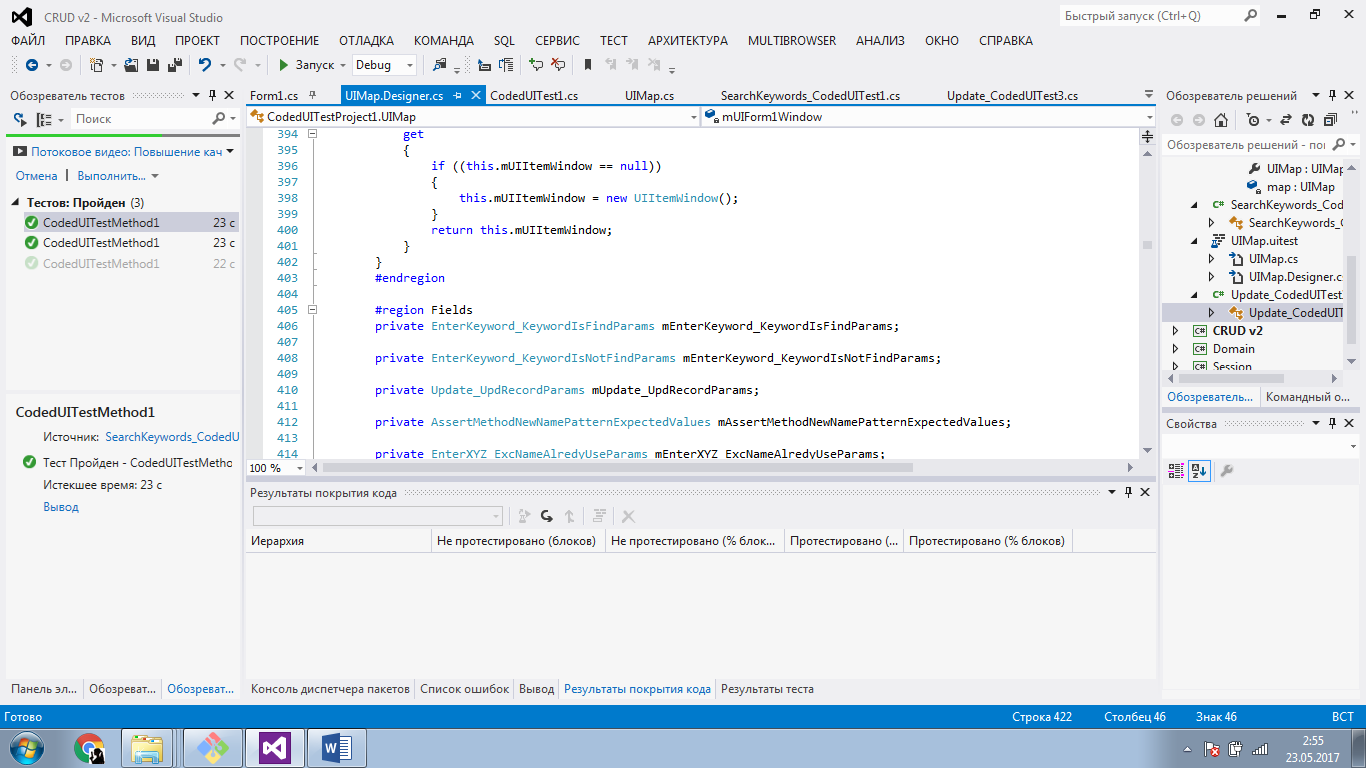 CRUD v2 - Microsoft Visual Studio
Быстрый запуск (Ctrl+Q)
ФАЙЛ ПРАВКА ВИД ПРОЕКТ ПОСТРОЕНИЕ ОТЛАДКА КОМАНДА SQL СЕРВИС ТЕСТ АРХИТЕКТУРА MULTIBROWSER АНАЛИЗ ОКНО СПРАВКА
Запуск Debug
Обозреватель тестов
Поиск
Потоковое видео: Повышение кач
Отмена Выполнить...
Тестов: Пройден (3)
CodedUITestMethod1 23 с
CodedUITestMethod1 23 с
CodedUITestMethod1 22 с
CodedUITestMethod1
Источник: SearchKeywords_CodedU
Тест Пройден - CodedUITestMetho
Истекшее время: 23 с
Вывод
Панель эл... Обозреват... Обозреват...
Form1.cs UIMap.Designer.cs CodedUITest1.cs UIMap.cs SearchKeywords_CodedUITest1.cs Update_CodedUITest3.cs
CodedUITestProject1.UIMap mUIForm1Window
394 get
395 {
396 if ((this.mUIItemWindow == null))
397 {
398 this.mUIItemWindow = new UIItemWindow();
399 }
400 return this.mUIItemWindow;
401 }
402 }
403 #endregion
404
405 #region Fields
406 private EnterKeyword_KeywordIsFindParams mEnterKeyword_KeywordIsFindParams;
407
408 private EnterKeyword_KeywordIsNotFindParams mEnterKeyword_KeywordIsNotFindParams;
409
410 private Update_UpdRecordParams mUpdate_UpdRecordParams;
411
412 private AssertMethodNewNamePatternExpectedValues mAssertMethodNewNamePatternExpectedValues;
413
414 private EnterXYZ_ExcNameAlredyUseParams mEnterXYZ_ExcNameAlredyUseParams;
100 %
Результаты покрытия кода
Иерархия Не протестировано (блоков) Не протестировано (% блок... Протестировано (... Протестировано (% блоков)
Консоль диспетчера пакетов Список ошибок Вывод Результаты покрытия кода Результаты теста
Обозреватель решений
Обозреватель решений - пои
UIMap : UIMap
map : UIMap
SearchKeywords_Cod
SearchKeywords_C
UIMap.uitest
UIMap.cs
UIMap.Designer.c
Update_CodedUITest
Update_CodedUIT
CRUD v2
Domain
Session
Обозреватель... Командный о...
Свойства
Готово Строка 422 Столбец 46 Знак 46 ВСТ
2:55
23.05.2017